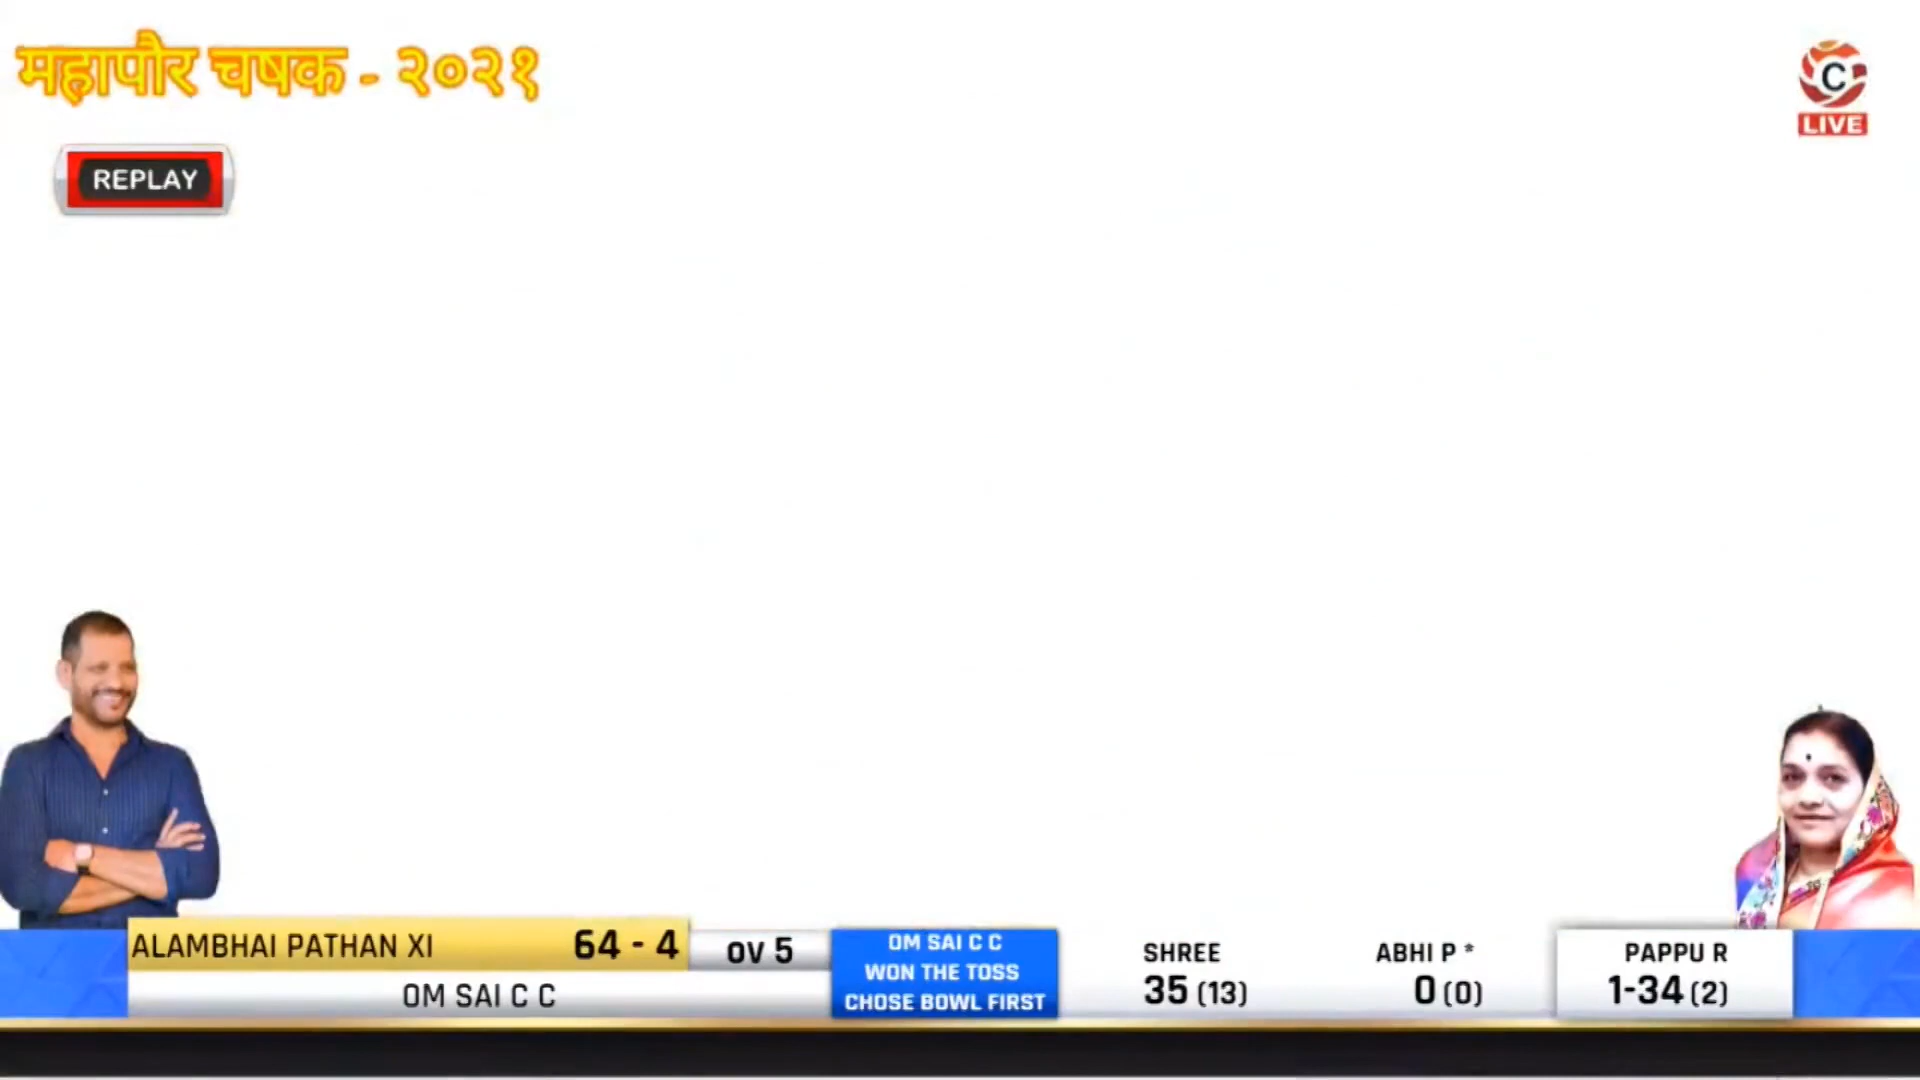 महापौर चषक - २०२१
C
LIVE
REPLAY
ALAMBHAI PATHAN XI 64 - 4
OV 5
OM SAI C C
OM SAI C C
WON THE TOSS
CHOSE BOWL FIRST
SHREE
35 (13)
ABHI P *
0 (0)
PAPPU R
1-34 (2)